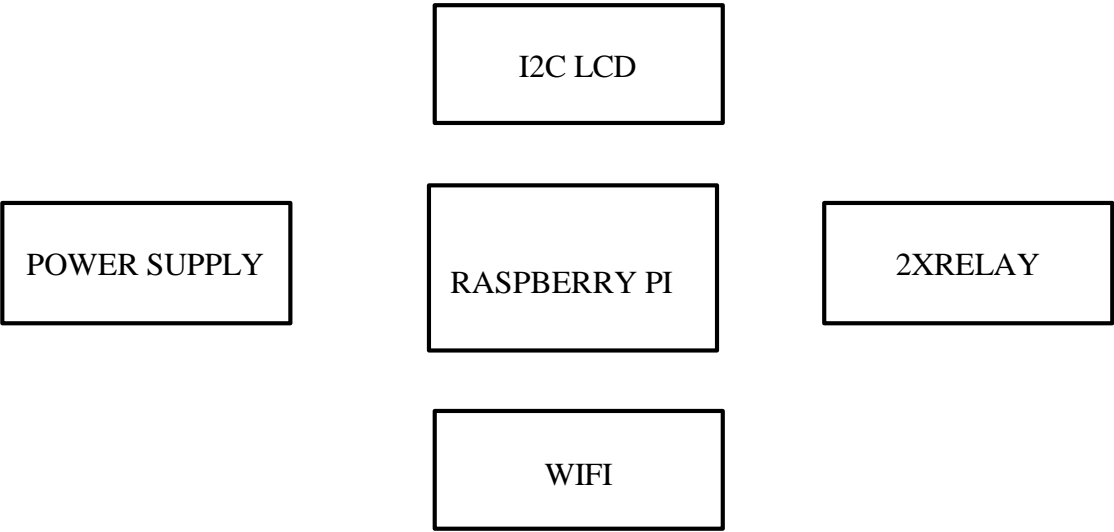 I2C LCD
POWER SUPPLY
RASPBERRY PI
2XRELAY
WIFI